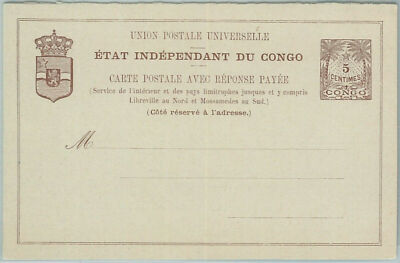 UNION POSTALE UNIVERSELLE
ÉTAT INDÉPENDANT DU CONGO
CARTE POSTALE AVEC RÉPONSE PAYÉE
(Service de l'intérieur et des pays limitrophes jusques et y compris
Libreville au Nord et Mossamedes au Sud.)
(Côté réservé à l'adresse.)
5
CENTIMES
CONGO
M